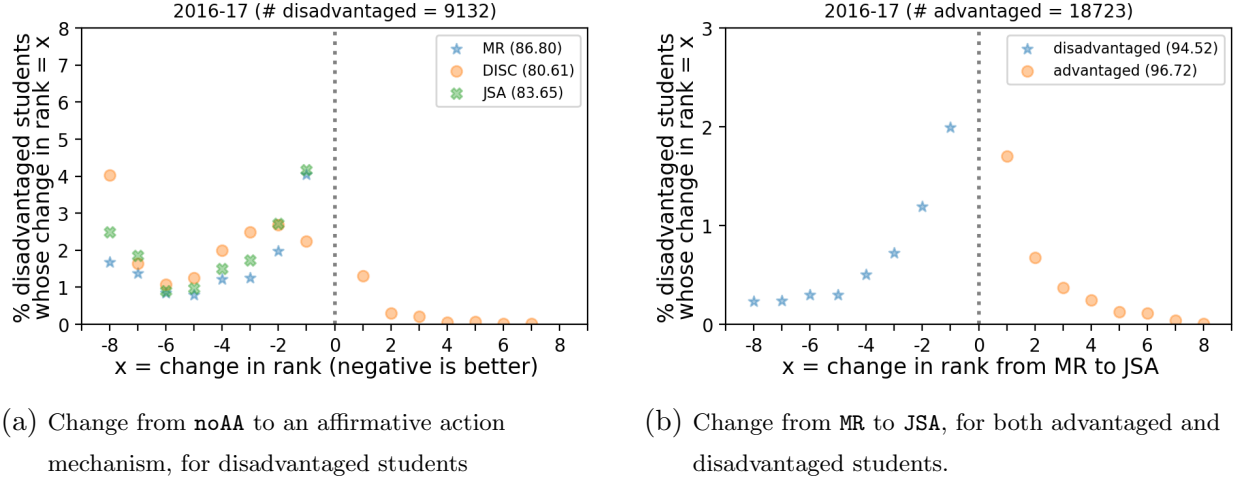 2016-17 (# disadvantaged = 9132)
% disadvantaged students
whose change in rank = x
8
7
6
5
4
3
2
1
0
MR (86.80)
DISC (80.61)
JSA (83.65)
-8 -6 -4 -2 0 2 4 6 8
x = change in rank (negative is better)
(a) Change from noAA to an affirmative action
mechanism, for disadvantaged students
2016-17 (# advantaged = 18723)
% disadvantaged students
whose change in rank = x
3
2
1
0
disadvantaged (94.52)
advantaged (96.72)
-8 -6 -4 -2 0 2 4 6 8
x = change in rank from MR to JSA
(b) Change from MR to JSA, for both advantaged and
disadvantaged students.